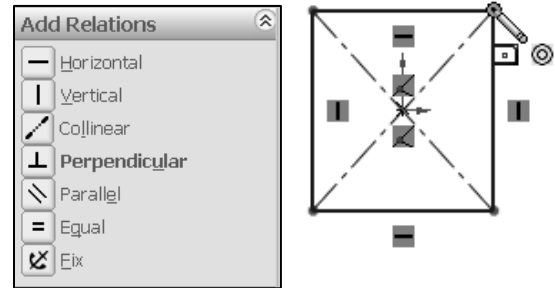 Add Relations
Horizontal
Vertical
Collinear
Perpendicular
Parallel
Equal
Fix